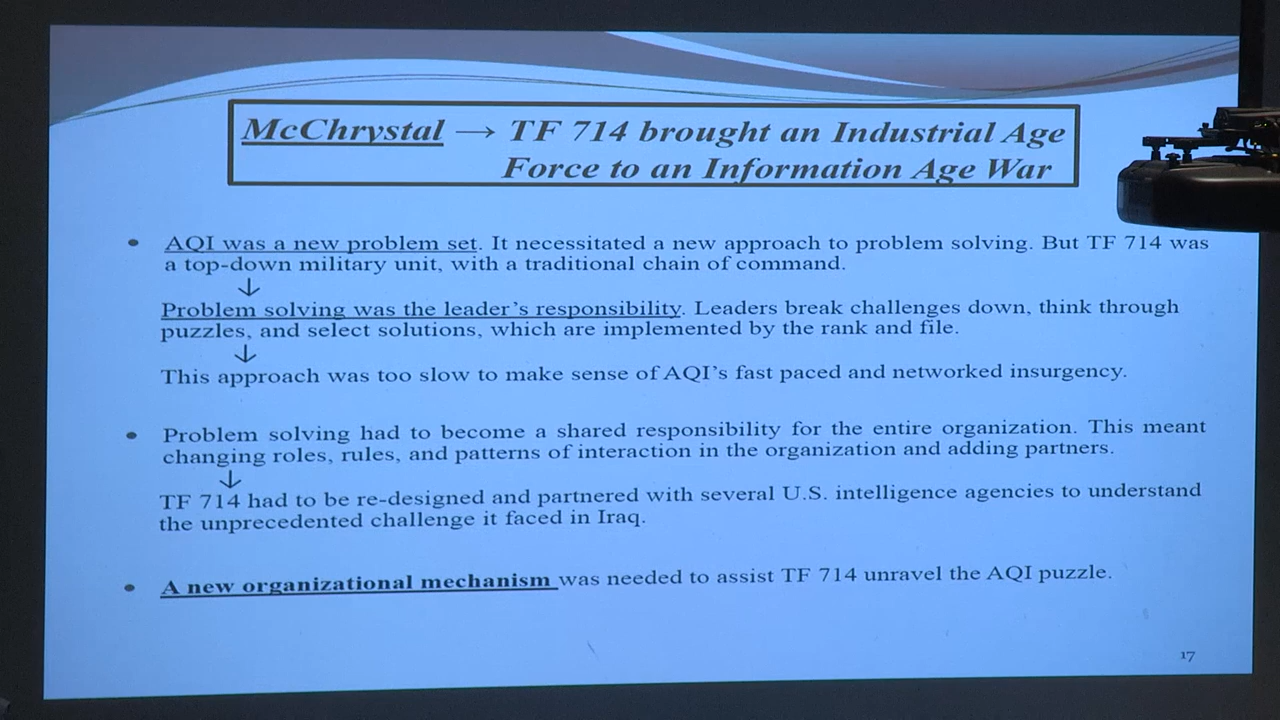 McChrystal → TF 714 brought an Industrial Age
Force to an Information Age War
• AQI was a new problem set. It necessitated a new approach to problem solving. But TF 714 was
a top-down military unit, with a traditional chain of command.
↓
Problem solving was the leader's responsibility. Leaders break challenges down, think through
puzzles, and select solutions, which are implemented by the rank and file.
↓
This approach was too slow to make sense of AQI's fast paced and networked insurgency.
• Problem solving had to become a shared responsibility for the entire organization. This meant
changing roles, rules, and patterns of interaction in the organization and adding partners.
↓
TF 714 had to be re-designed and partnered with several U.S. intelligence agencies to understand
the unprecedented challenge it faced in Iraq.
• A new organizational mechanism was needed to assist TF 714 unravel the AQI puzzle.
17